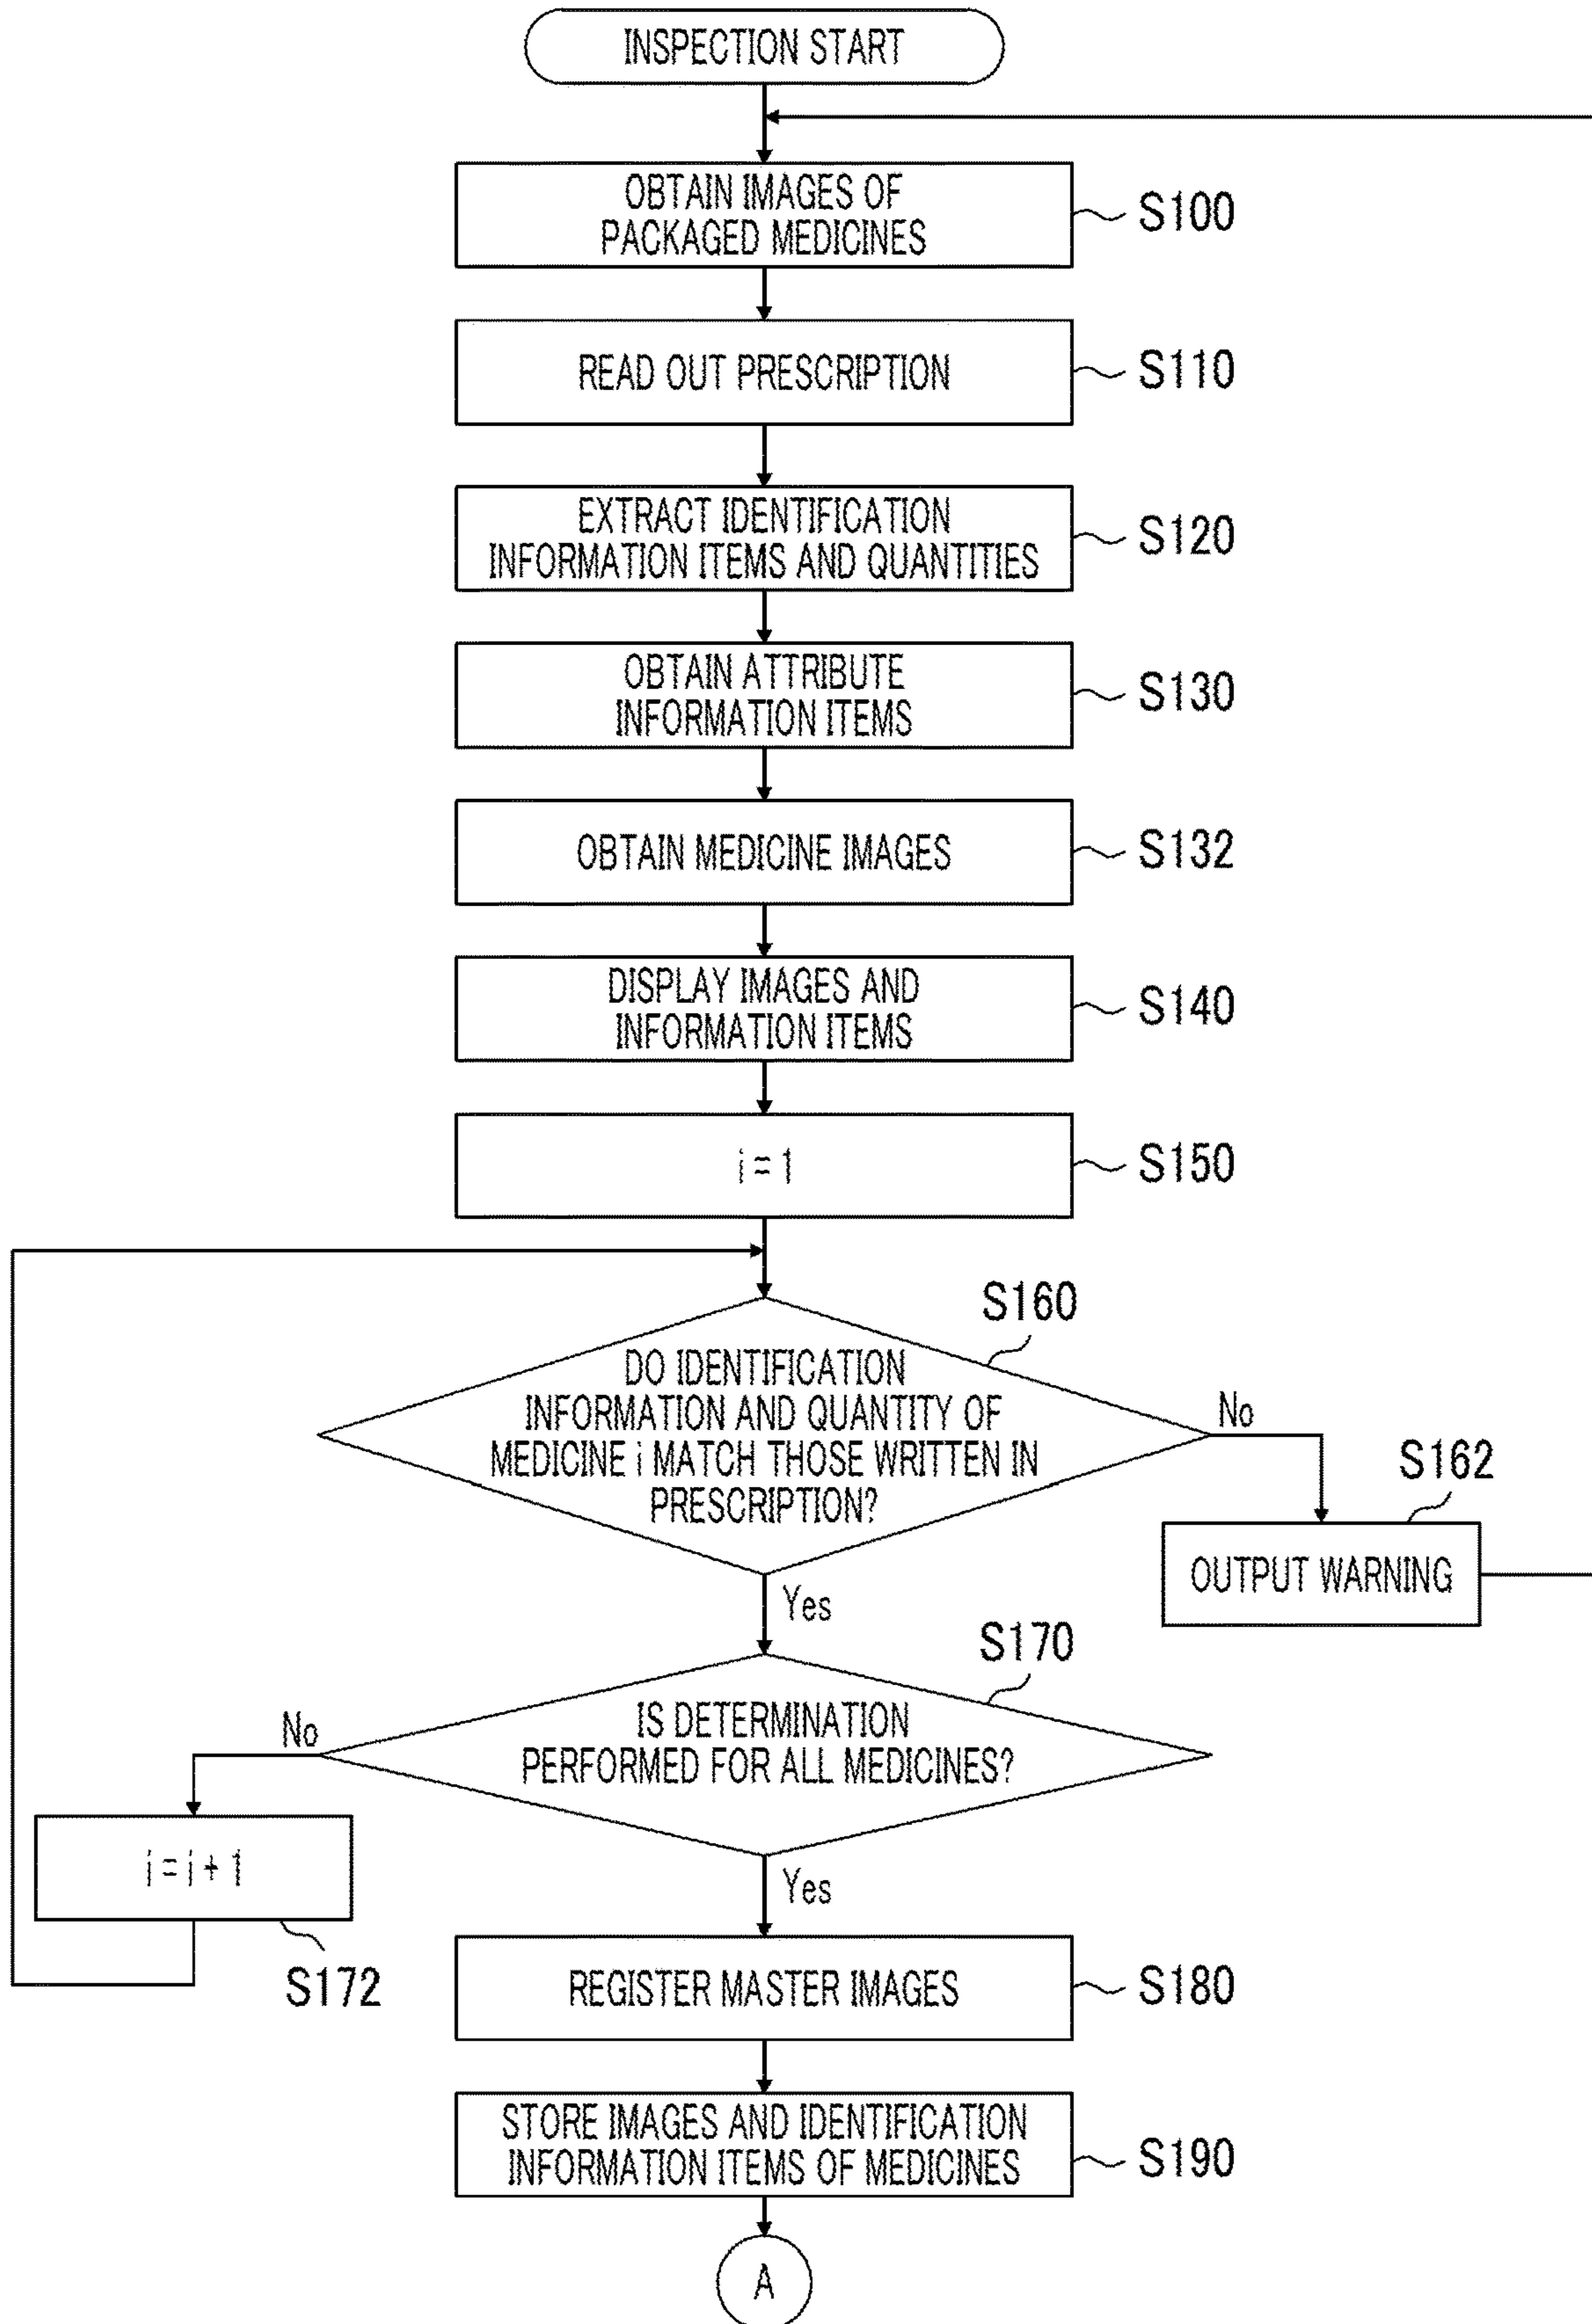 INSPECTION START
OBTAIN IMAGES OF
PACKAGED MEDICINES
S100
READ OUT PRESCRIPTION
S110
EXTRACT IDENTIFICATION
INFORMATION ITEMS AND QUANTITIES
S120
OBTAIN ATTRIBUTE
INFORMATION ITEMS
S130
OBTAIN MEDICINE IMAGES
S132
DISPLAY IMAGES AND
INFORMATION ITEMS
S140
i = 1
S150
S160
DO IDENTIFICATION
INFORMATION AND QUANTITY OF
MEDICINE i MATCH THOSE WRITTEN IN
PRESCRIPTION?
No
S162
OUTPUT WARNING
Yes
S170
IS DETERMINATION
PERFORMED FOR ALL MEDICINES?
No
i = i + 1
S172
Yes
REGISTER MASTER IMAGES
S180
STORE IMAGES AND IDENTIFICATION
INFORMATION ITEMS OF MEDICINES
S190
A